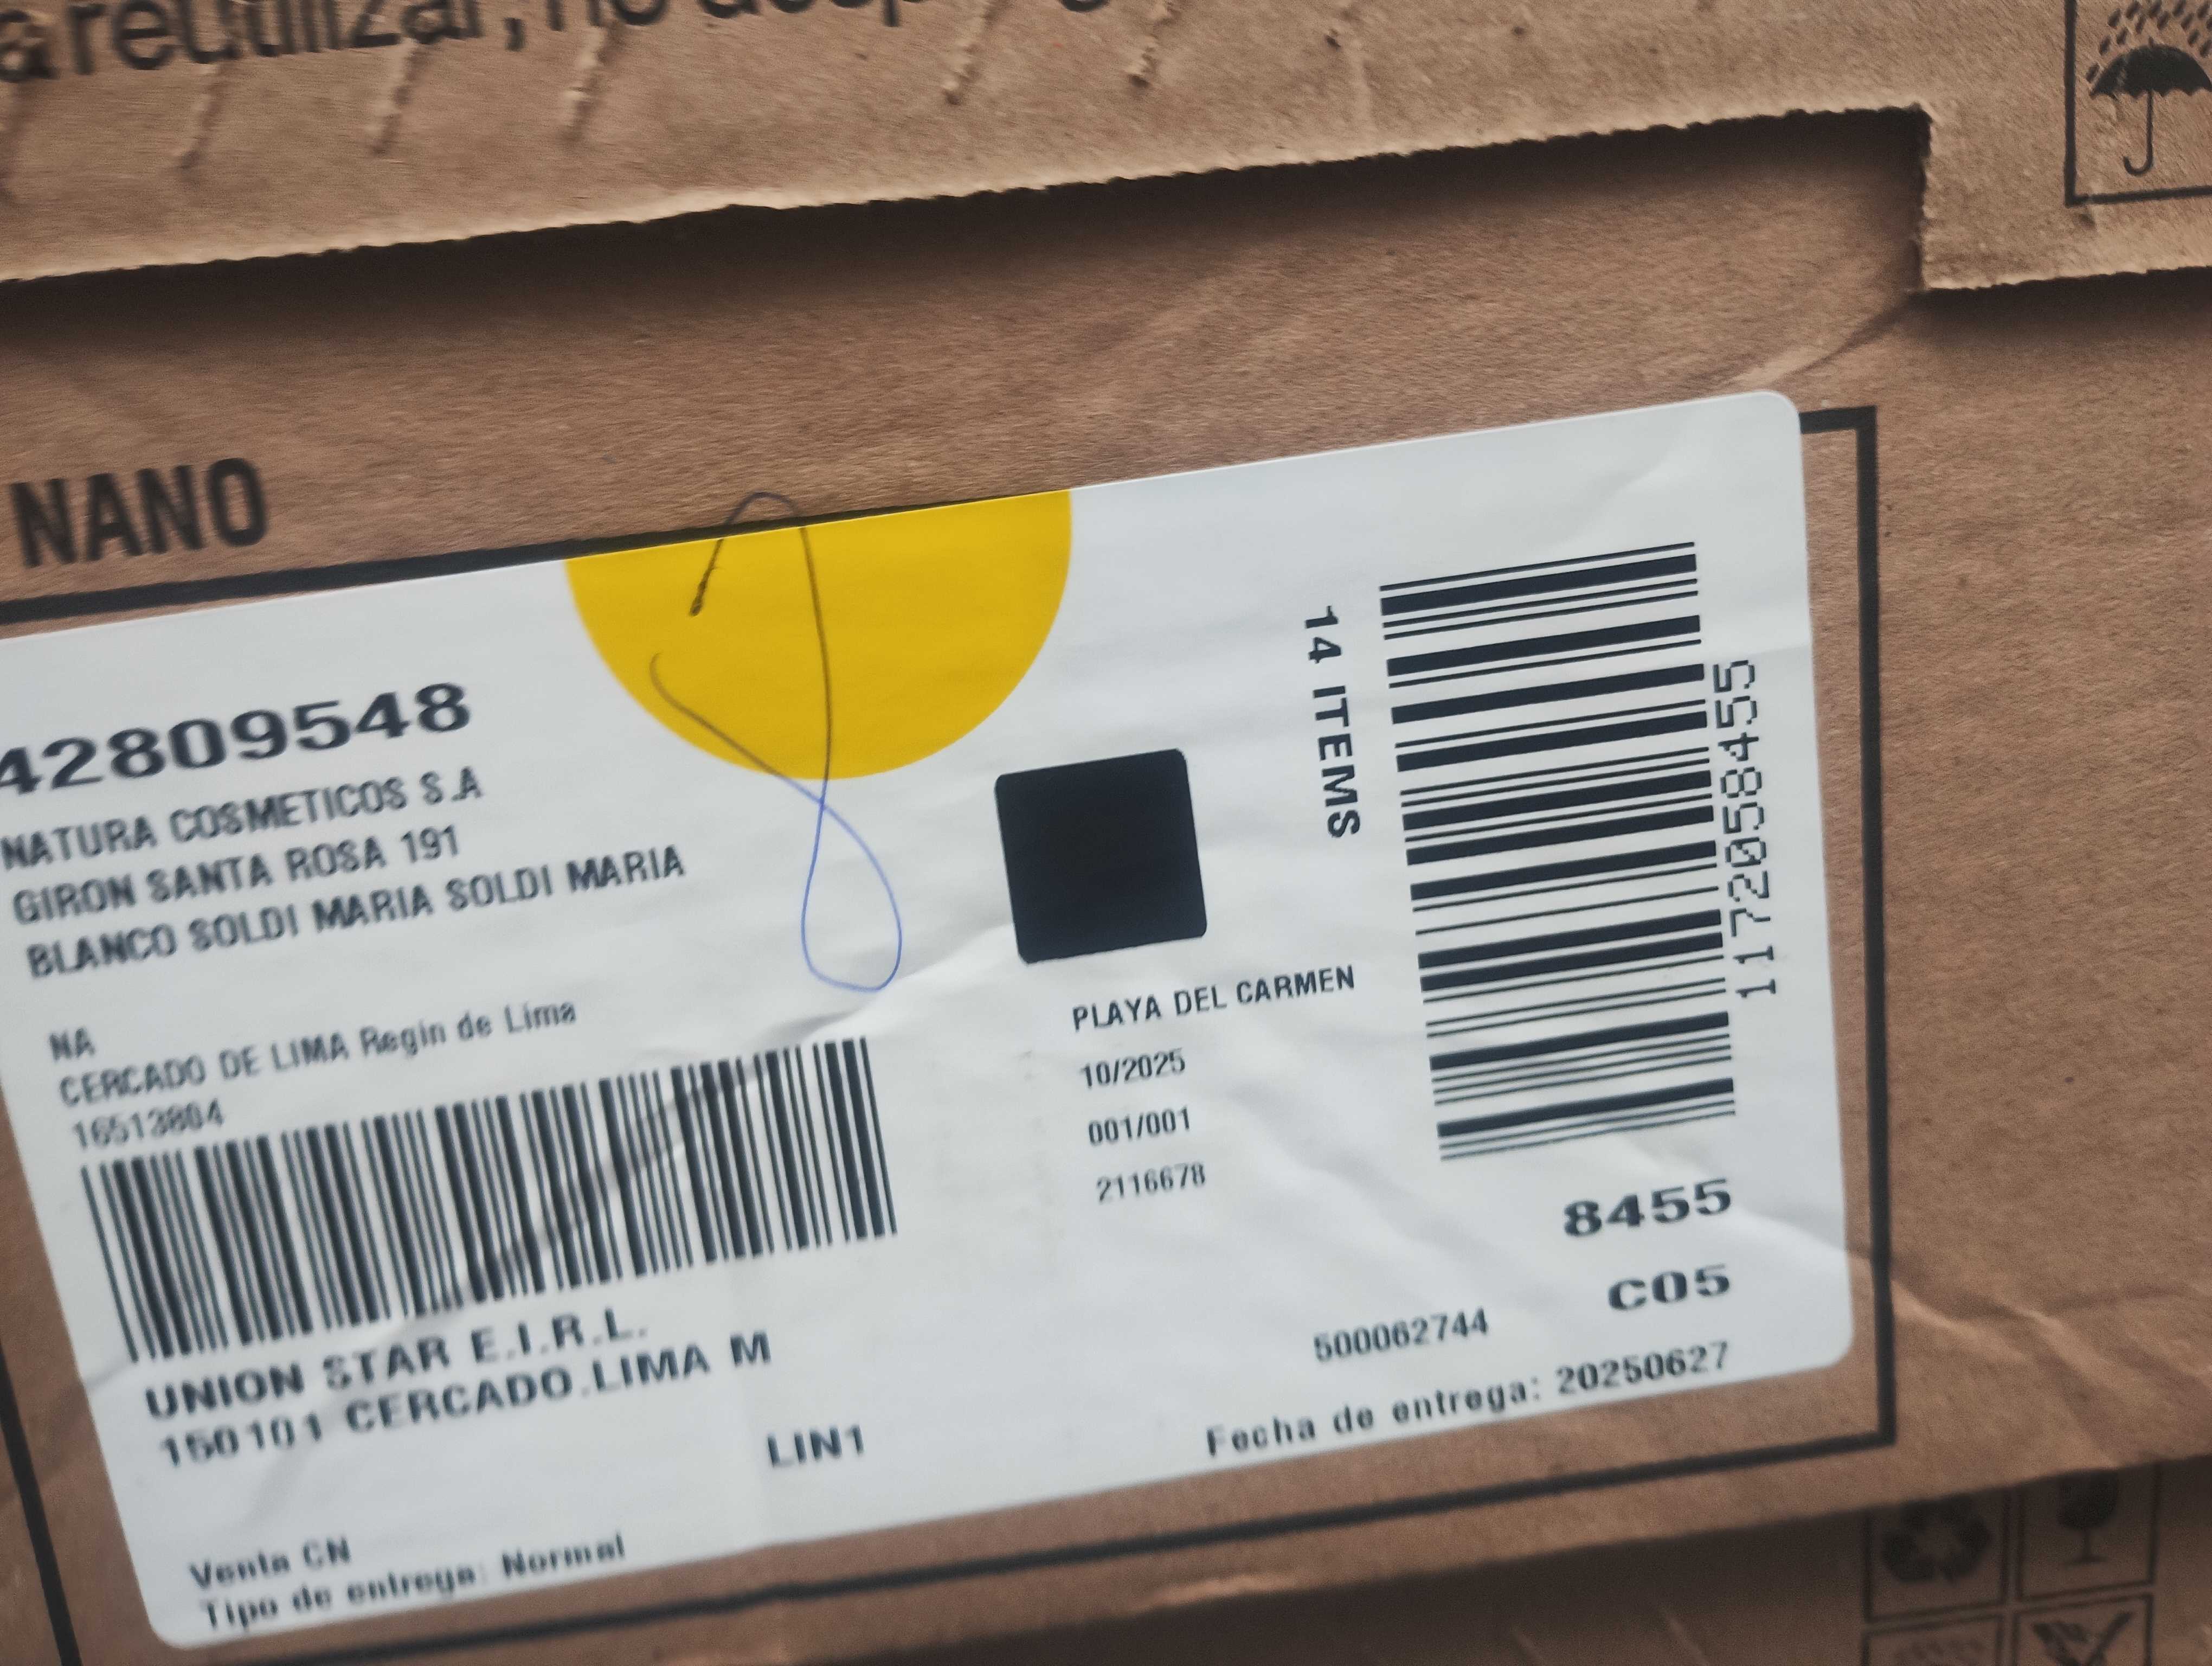 a reutilizar, no
NANO
42809548
NATURA COSMETICOS S.A
GIRON SANTA ROSA 191
BLANCO SOLDI MARIA SOLDI MARIA
NA
CERCADO DE LIMA Regin de Lima
16513804
UNION STAR E.I.R.L.
150101 CERCADO.LIMA M
LIN1
Venta CN
Tipo de entrega: Normal
PLAYA DEL CARMEN
10/2025
001/001
2116678
14 ITEMS
1172058455
8455
C05
500062744
Fecha de entrega: 20250627